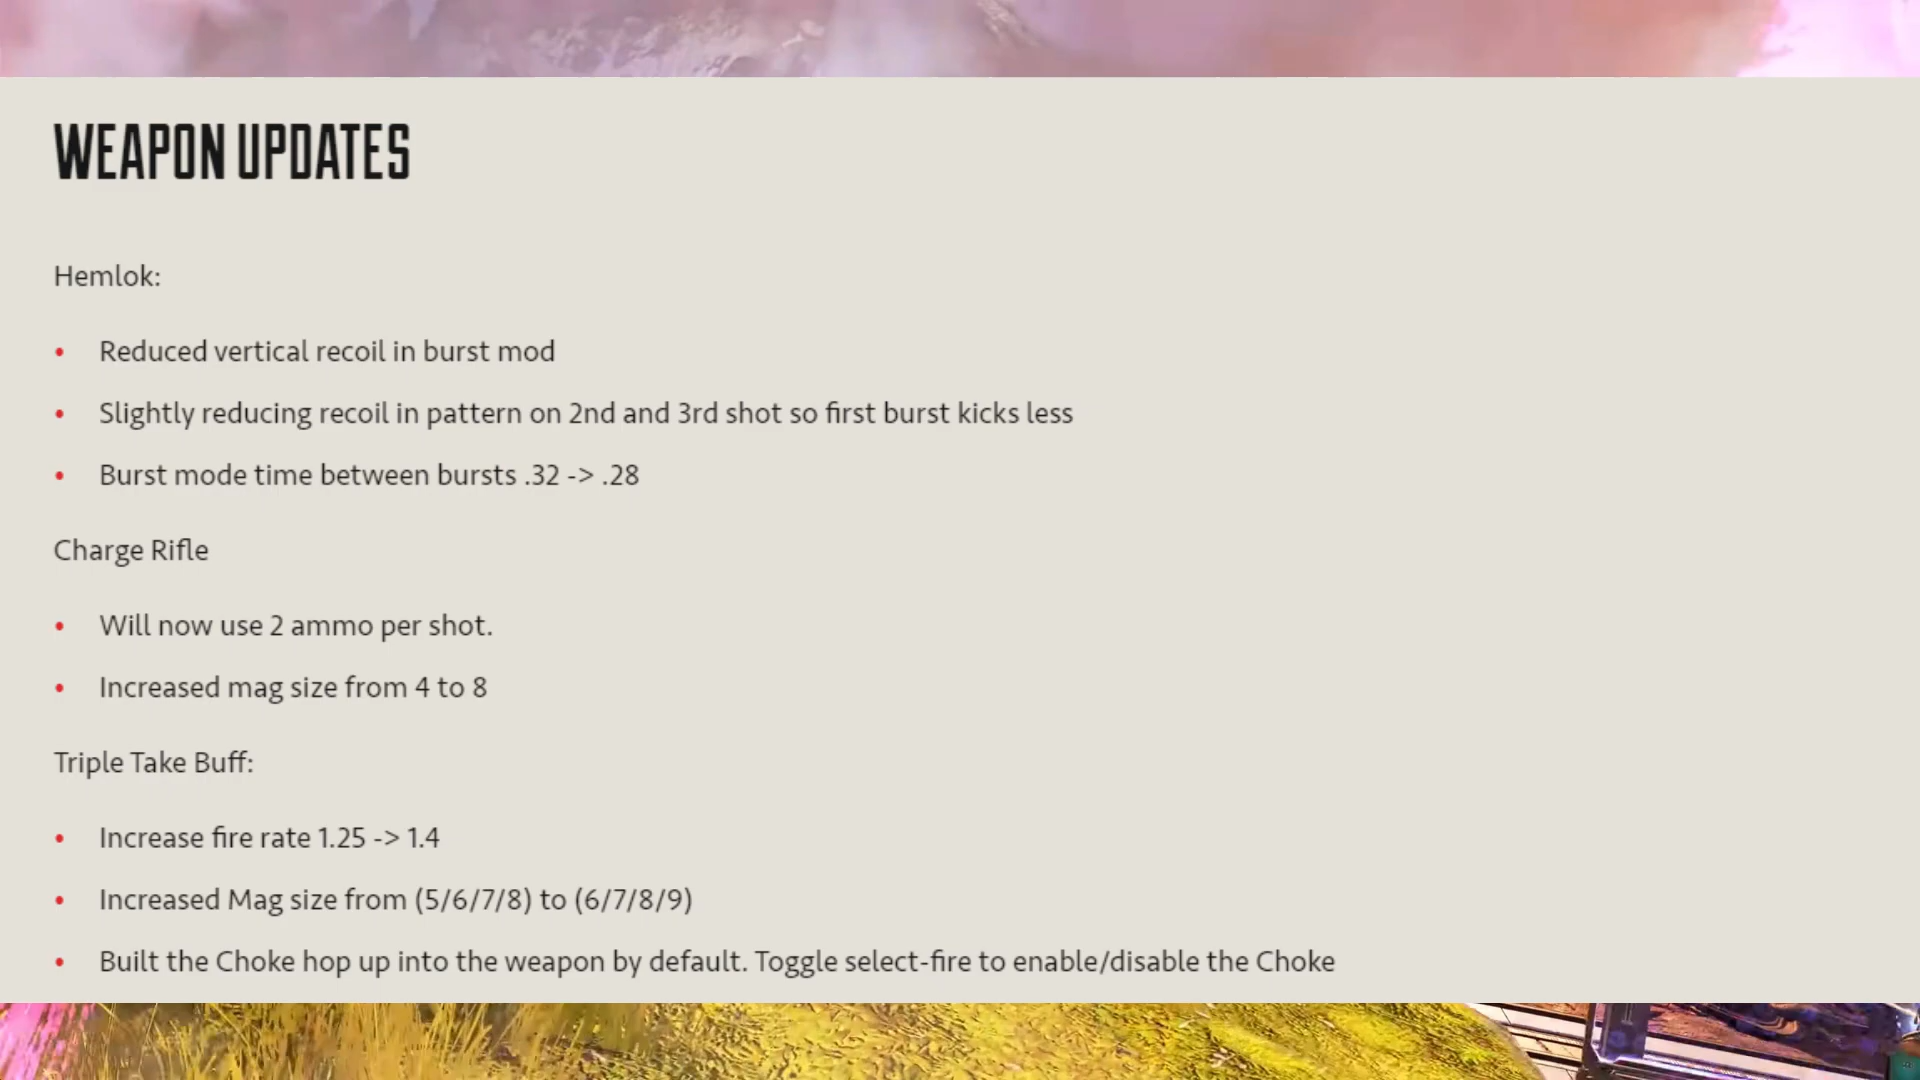 WEAPON UPDATES
Hemlok:
• Reduced vertical recoil in burst mod
• Slightly reducing recoil in pattern on 2nd and 3rd shot so first burst kicks less
• Burst mode time between bursts .32 -> .28
Charge Rifle
• Will now use 2 ammo per shot.
• Increased mag size from 4 to 8
Triple Take Buff:
• Increase fire rate 1.25 -> 1.4
• Increased Mag size from (5/6/7/8) to (6/7/8/9)
• Built the Choke hop up into the weapon by default. Toggle select-fire to enable/disable the Choke